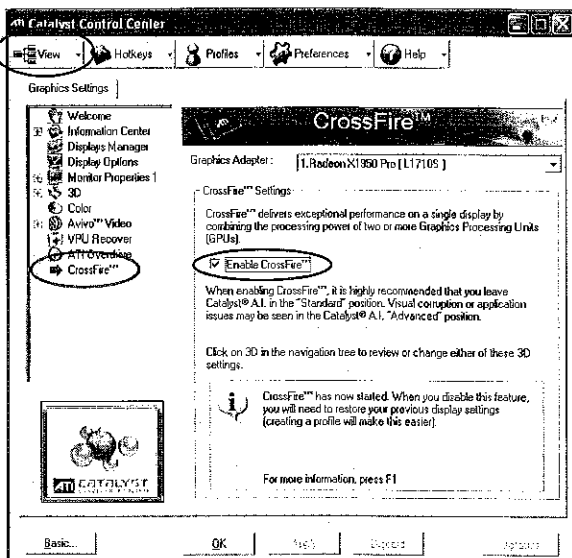 Catalyst Control Center
View Hotkeys Profiles Preferences Help
Graphics Settings
Welcome
Information Center
Displays Manager
Display Options
Monitor Properties 1
3D
Color
Avivo™ Video
VPU Recover
ATI Overdrive
CrossFire™
CrossFire™
Graphics Adapter: 1.Radeon X1950 Pro [ L1710S ]
CrossFire™ Settings
CrossFire™ delivers exceptional performance on a single display by
combining the processing power of two or more Graphics Processing Units
(GPUs).
Enable CrossFire™
When enabling CrossFire™, it is highly recommended that you leave
Catalyst® A.I. in the "Standard" position. Visual corruption or application
issues may be seen in the Catalyst® A.I. "Advanced" position.
Click on 3D in the navigation tree to review or change either of these 3D
settings.
CrossFire™ has now started. When you disable this feature,
you will need to restore your previous display settings
(creating a profile will make this easier).
For more information, press F1
ATI CATALYST
CONTROL CENTER
Basic... OK Apply Discard Defaults